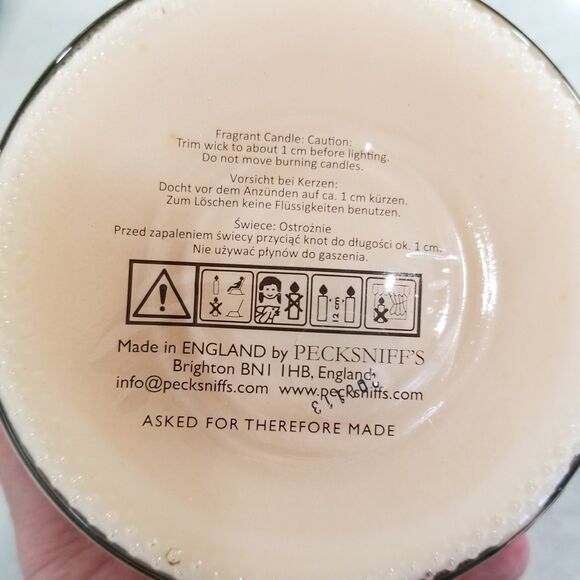 Fragrant Candle: Caution:
Trim wick to about 1 cm before lighting.
Do not move burning candles.
Vorsicht bei Kerzen:
Docht vor dem Anzünden auf ca. 1 cm kürzen.
Zum Löschen keine Flüssigkeiten benutzen.
Świece: Ostrożnie
Przed zapaleniem świecy przyciąć knot do długości ok. 1 cm.
Nie używać płynów do gaszenia.
12 cm
Made in ENGLAND by PECKSNIFF'S
Brighton BN1 1HB, England
info@pecksniffs.com www.pecksniffs.com
ASKED FOR THEREFORE MADE